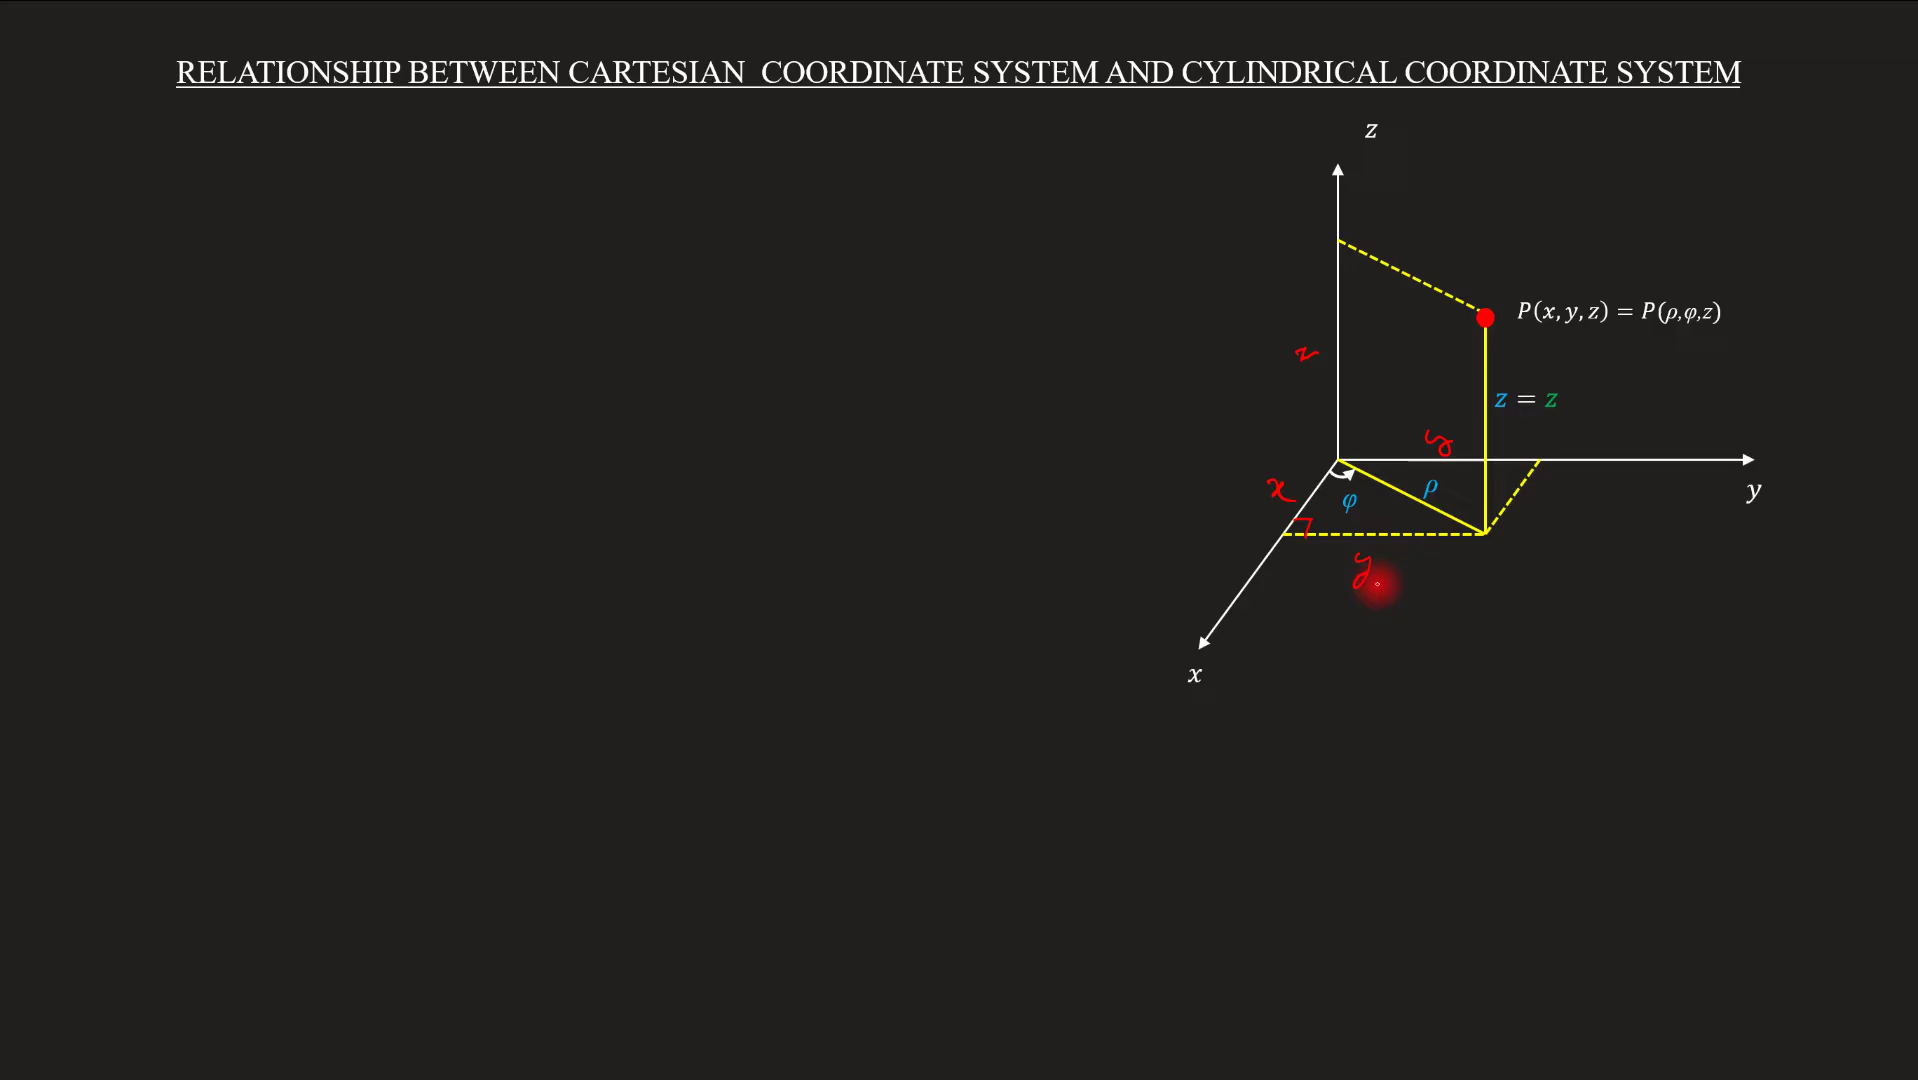 RELATIONSHIP BETWEEN CARTESIAN COORDINATE SYSTEM AND CYLINDRICAL COORDINATE SYSTEM
z
P(x, y, z) = P(ρ,φ,z)
z
z = z
y
x
φ
ρ
y
y
x